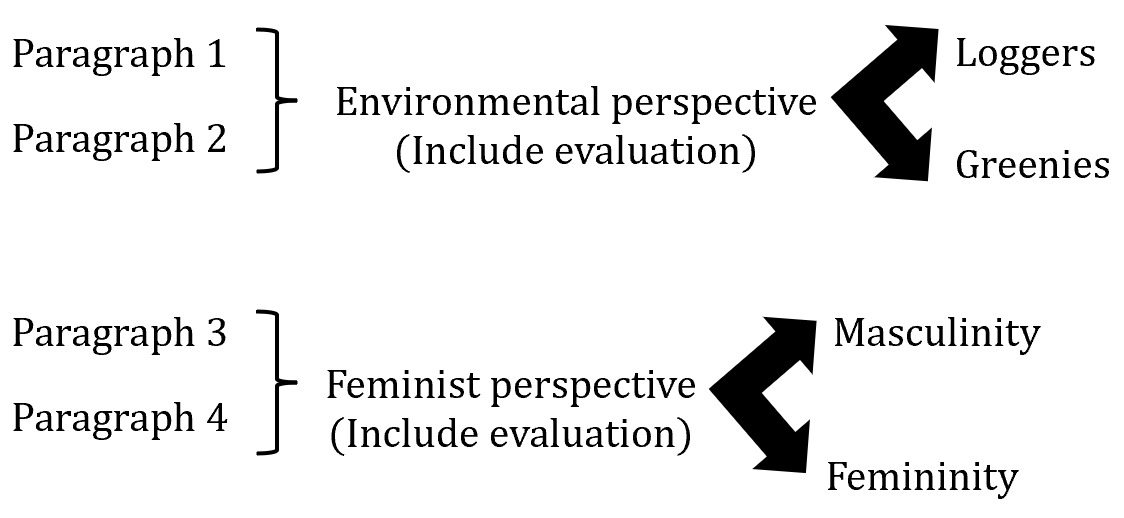 Paragraph 1
Paragraph 2
Environmental perspective
(Include evaluation)
Loggers
Greenies
Paragraph 3
Paragraph 4
Feminist perspective
(Include evaluation)
Masculinity
Femininity